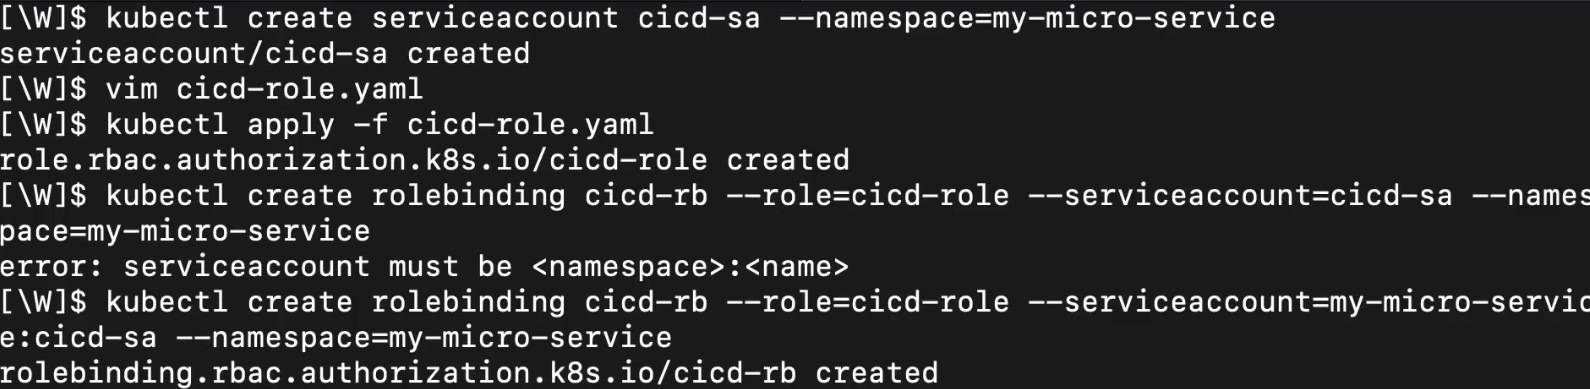 [\W]$ kubectl create serviceaccount cicd-sa --namespace=my-micro-service
serviceaccount/cicd-sa created
[\W]$ vim cicd-role.yaml
[\W]$ kubectl apply -f cicd-role.yaml
role.rbac.authorization.k8s.io/cicd-role created
[\W]$ kubectl create rolebinding cicd-rb --role=cicd-role --serviceaccount=cicd-sa --names
pace=my-micro-service
error: serviceaccount must be <namespace>:<name>
[\W]$ kubectl create rolebinding cicd-rb --role=cicd-role --serviceaccount=my-micro-servic
e:cicd-sa --namespace=my-micro-service
rolebinding.rbac.authorization.k8s.io/cicd-rb created